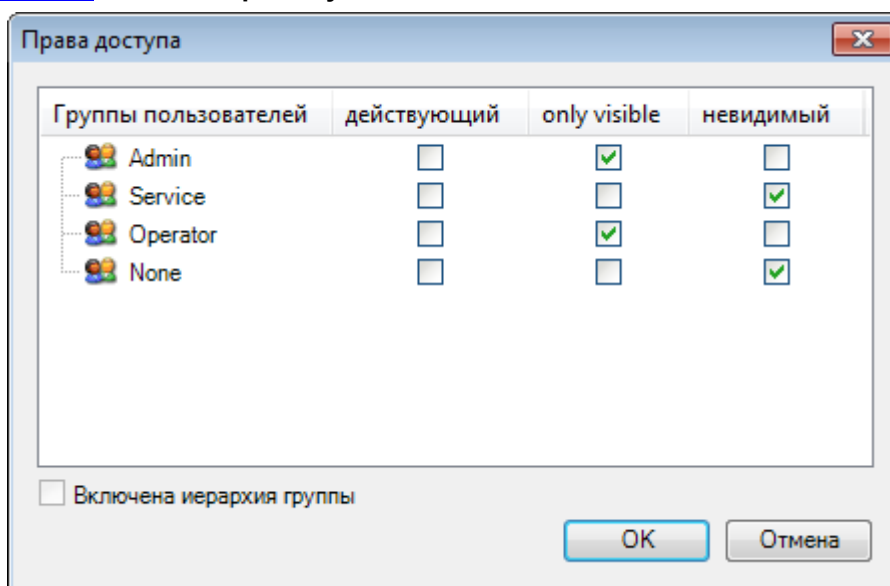 Права доступа
Группы пользователей действующий only visible невидимый
Admin
Service
Operator
None
Включена иерархия группы
OK Отмена